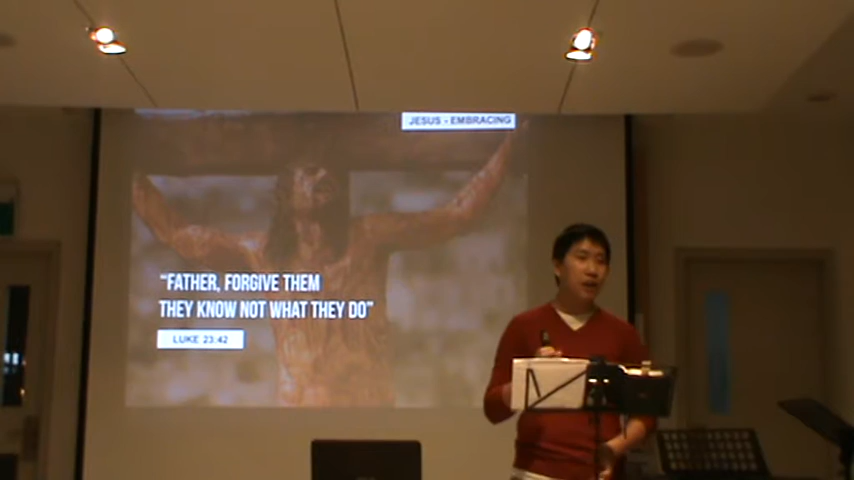 JESUS - EMBRACING
“FATHER, FORGIVE THEM
THEY KNOW NOT WHAT THEY DO”
LUKE 23:42